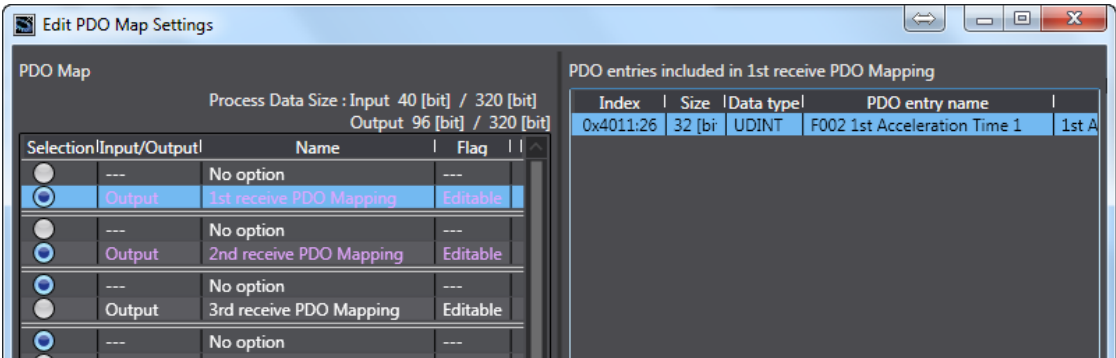 Edit PDO Map Settings
PDO Map
Process Data Size : Input 40 [bit] / 320 [bit]
Output 96 [bit] / 320 [bit]
Selection Input/Output Name Flag
--- No option ---
Output 1st receive PDO Mapping Editable
--- No option ---
Output 2nd receive PDO Mapping Editable
--- No option ---
Output 3rd receive PDO Mapping Editable
--- No option ---
PDO entries included in 1st receive PDO Mapping
Index Size Data type PDO entry name
0x4011:26 32 [bi UDINT F002 1st Acceleration Time 1 1st A